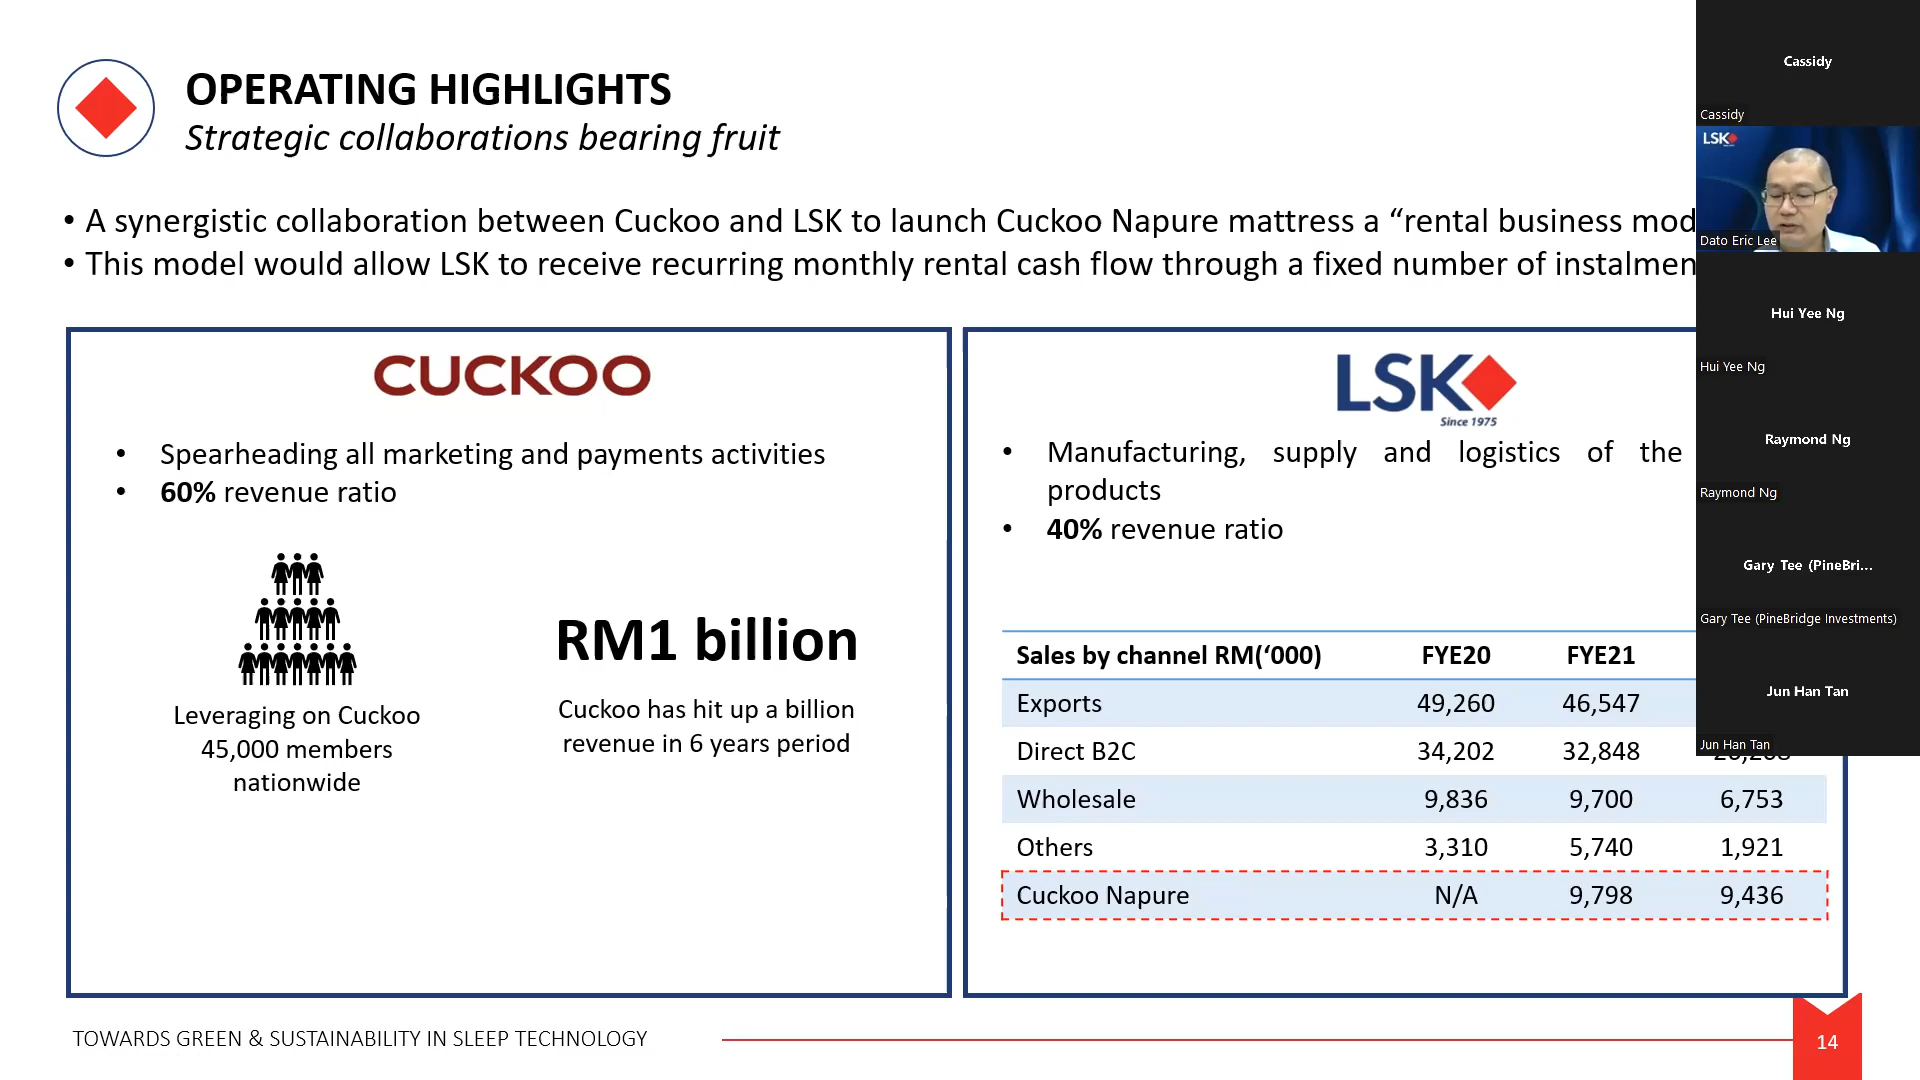 OPERATING HIGHLIGHTS
Strategic collaborations bearing fruit
• A synergistic collaboration between Cuckoo and LSK to launch Cuckoo Napure mattress a “rental business
• This model would allow LSK to receive recurring monthly rental cash flow through a fixed number of
CUCKOO
• Spearheading all marketing and payments activities
• 60% revenue ratio
Leveraging on Cuckoo
45,000 members
nationwide
RM1 billion
Cuckoo has hit up a billion
revenue in 6 years period
LSK
Since 1975
• Manufacturing, supply and logistics of the
products
• 40% revenue ratio
Sales by channel RM(‘000) FYE20 FYE21
Exports 49,260 46,547
Direct B2C 34,202 32,848
Wholesale 9,836 9,700 6,753
Others 3,310 5,740 1,921
Cuckoo Napure N/A 9,798 9,436
TOWARDS GREEN & SUSTAINABILITY IN SLEEP TECHNOLOGY
14
Cassidy
Cassidy
LSK
Dato Eric Lee
Hui Yee Ng
Hui Yee Ng
Raymond Ng
Raymond Ng
Gary Tee (PineBri...
Gary Tee (PineBridge Investments)
Jun Han Tan
Jun Han Tan